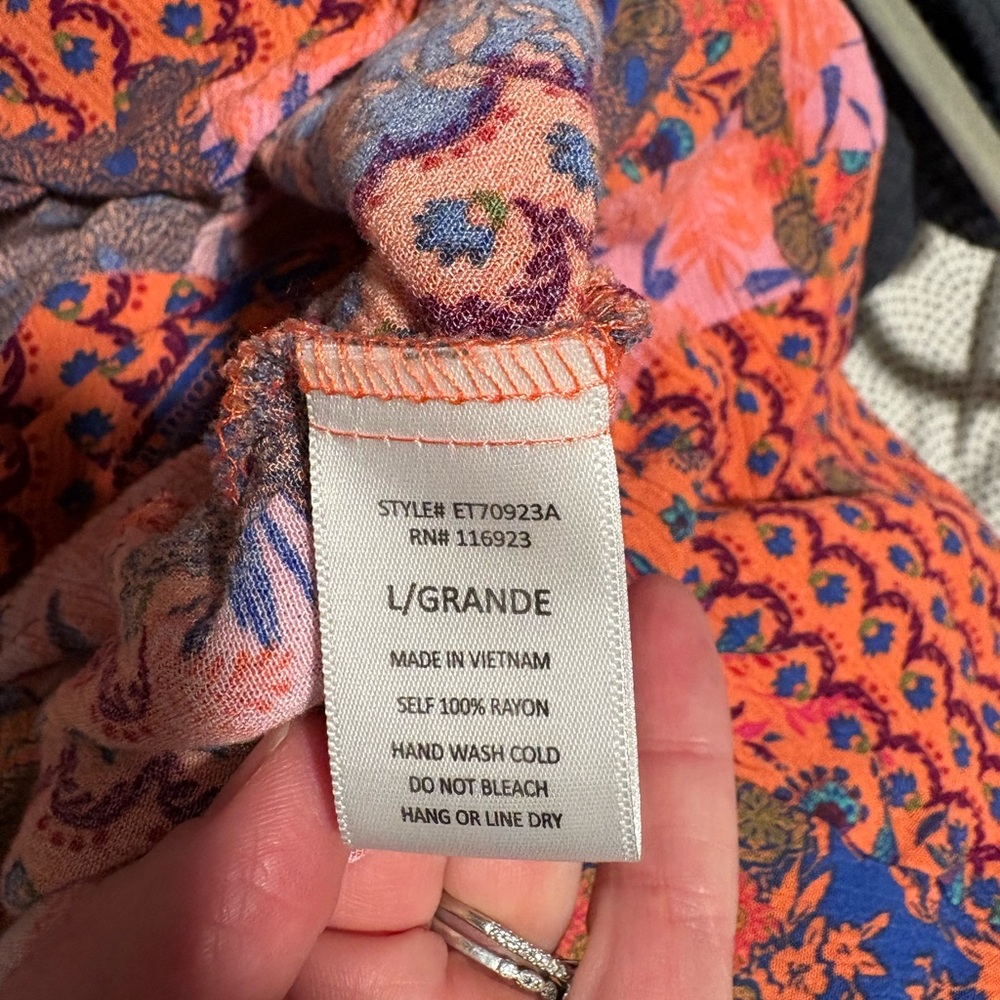 STYLE# ET70923A
RN# 116923
L/GRANDE
MADE IN VIETNAM
SELF 100% RAYON
HAND WASH COLD
DO NOT BLEACH
HANG OR LINE DRY